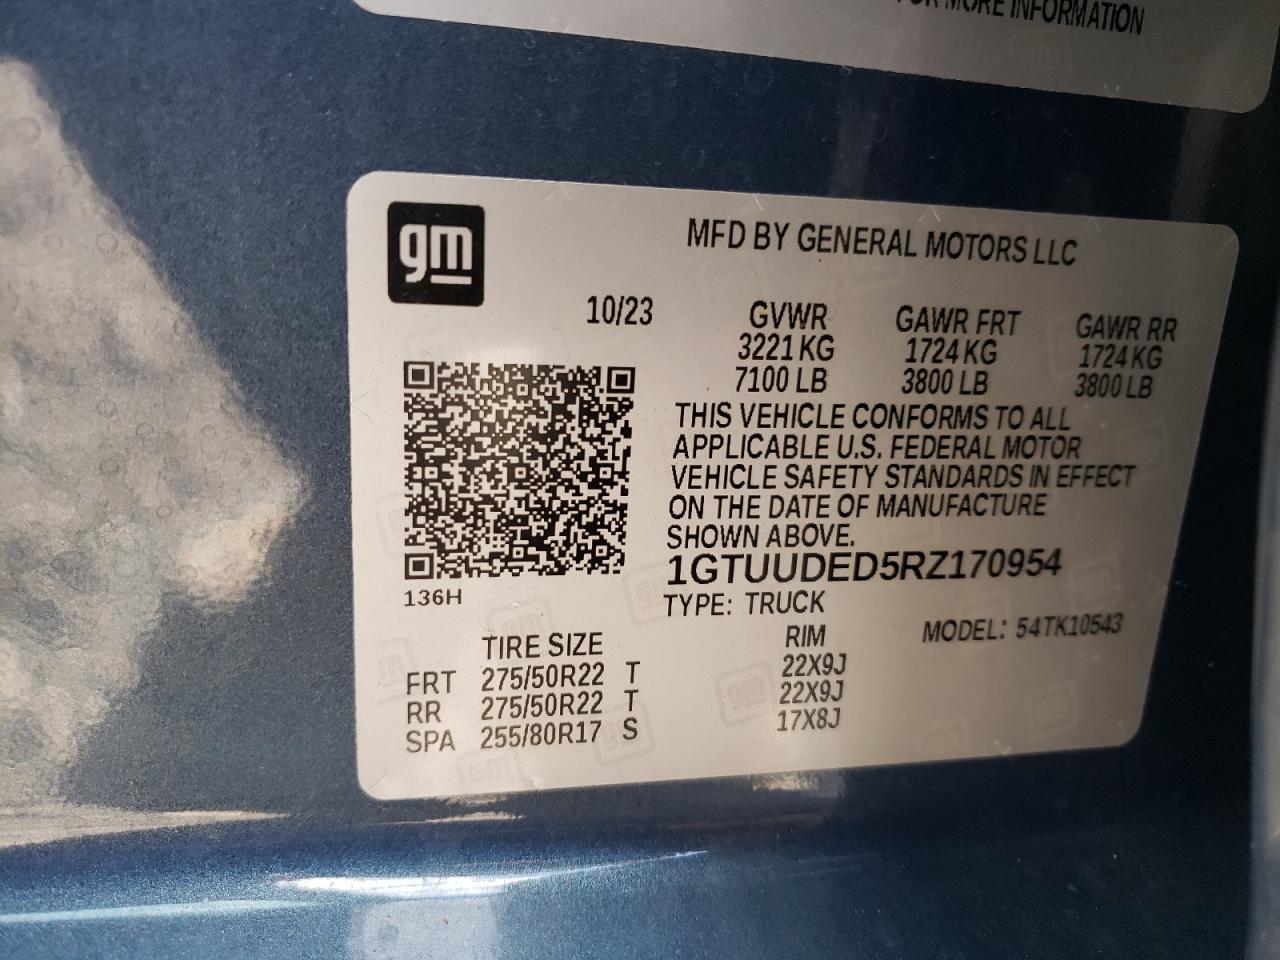 FOR MORE INFORMATION
gm
MFD BY GENERAL MOTORS LLC
10/23 GVWR GAWR FRT GAWR RR
3221 KG 1724 KG 1724 KG
7100 LB 3800 LB 3800 LB
THIS VEHICLE CONFORMS TO ALL
APPLICABLE U.S. FEDERAL MOTOR
VEHICLE SAFETY STANDARDS IN EFFECT
ON THE DATE OF MANUFACTURE
SHOWN ABOVE.
1GTUUDED5RZ170954
136H
TYPE: TRUCK
MODEL: 54TK10543
TIRE SIZE RIM
FRT 275/50R22 T 22X9J
RR 275/50R22 T 22X9J
SPA 255/80R17 S 17X8J